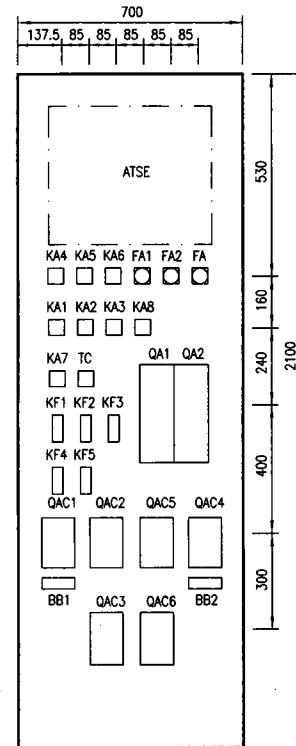 700
137.5 85 85 85 85 85
ATSE
530
KA4 KA5 KA6 FA1 FA2 FA
160
KA1 KA2 KA3 KA8
240
2100
QA1 QA2
KA7 TC
KF1 KF2 KF3
400
KF4 KF5
QAC1 QAC2 QAC5 QAC4
300
BB1 BB2
QAC3 QAC6